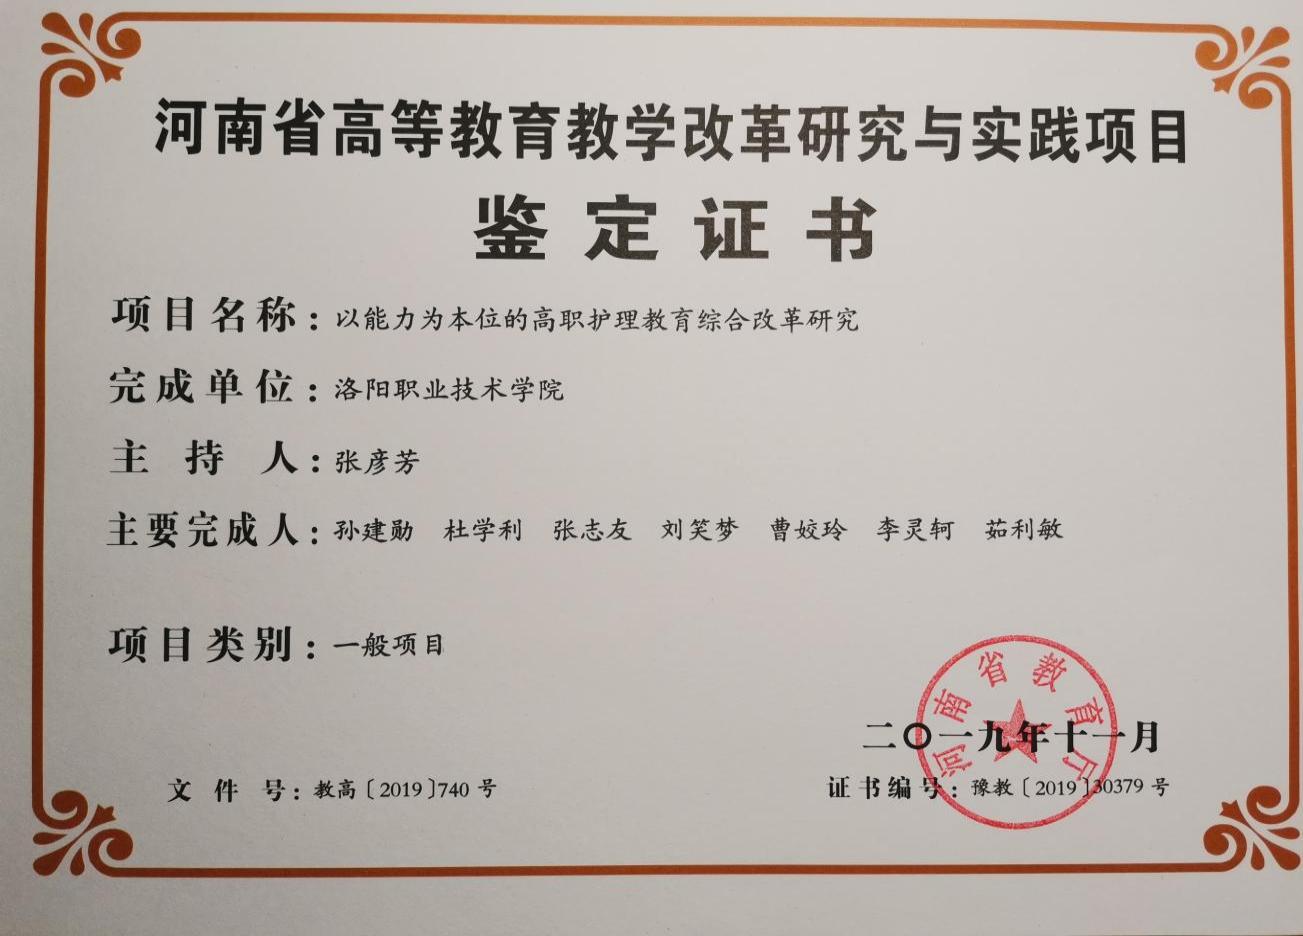 河南省高等教育教学改革研究与实践项目
鉴定证书
项目名称：以能力为本位的高职护理教育综合改革研究
完成单位：洛阳职业技术学院
主持人：张彦芳
主要完成人：孙建勋 杜学利 张志友 刘笑梦 曹姣玲 李灵轲 茹利敏
项目类别：一般项目
河南省教育厅
二〇一九年十一月
文件号：教高〔2019〕740号
证书编号：豫教〔2019〕30379号